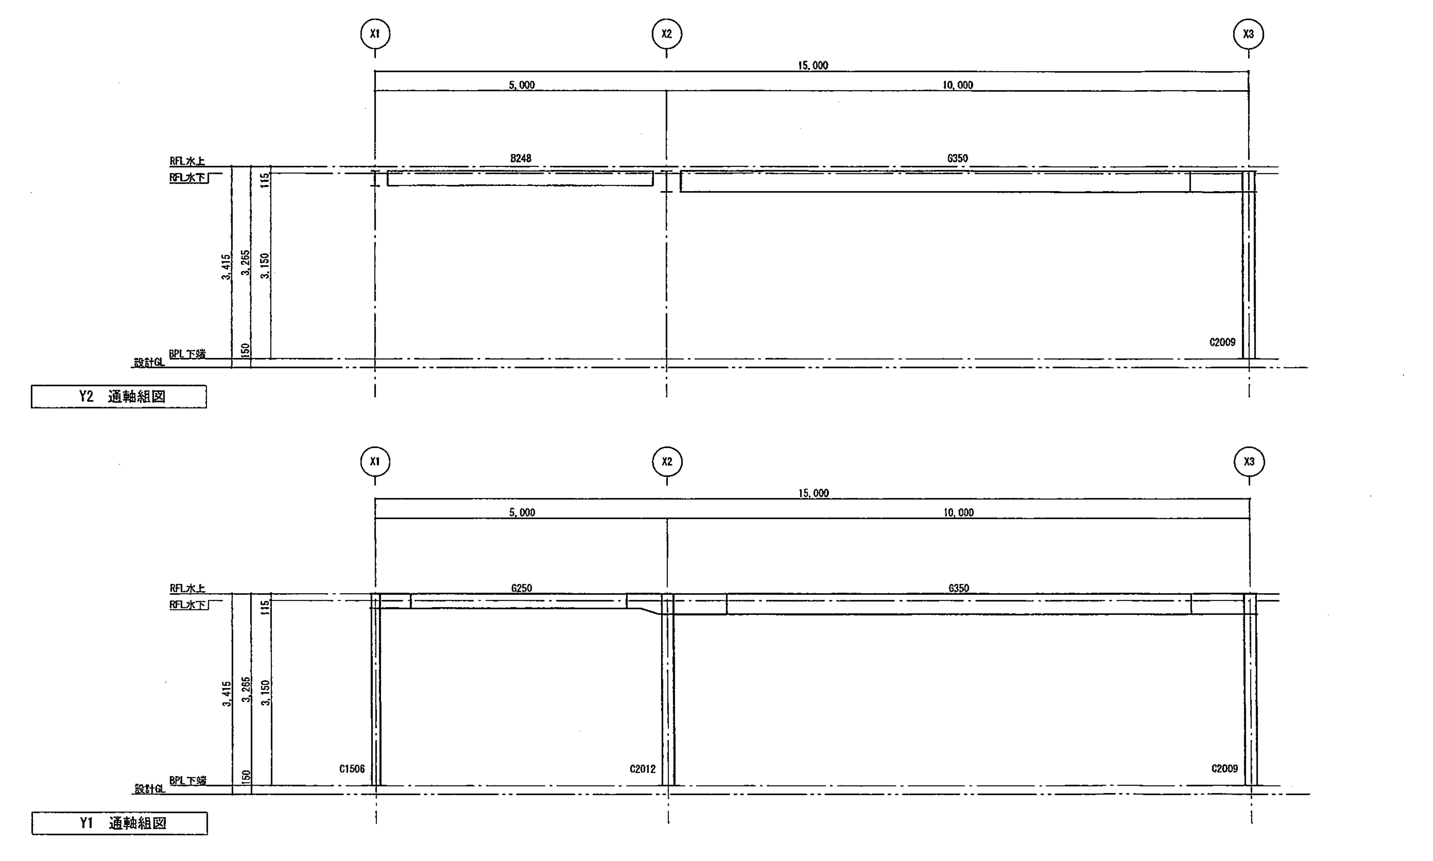 X1 X2 X3
15,000
5,000 10,000
RFL水上 B248 G350
RFL水下 115
3,415 3,265 3,150
C2009
BPL下端 150
設計GL
Y2 通軸組図
X1 X2 X3
15,000
5,000 10,000
RFL水上 G250 G350
RFL水下 115
3,415 3,265 3,150
C1506 C2012 C2009
BPL下端 150
設計GL
Y1 通軸組図